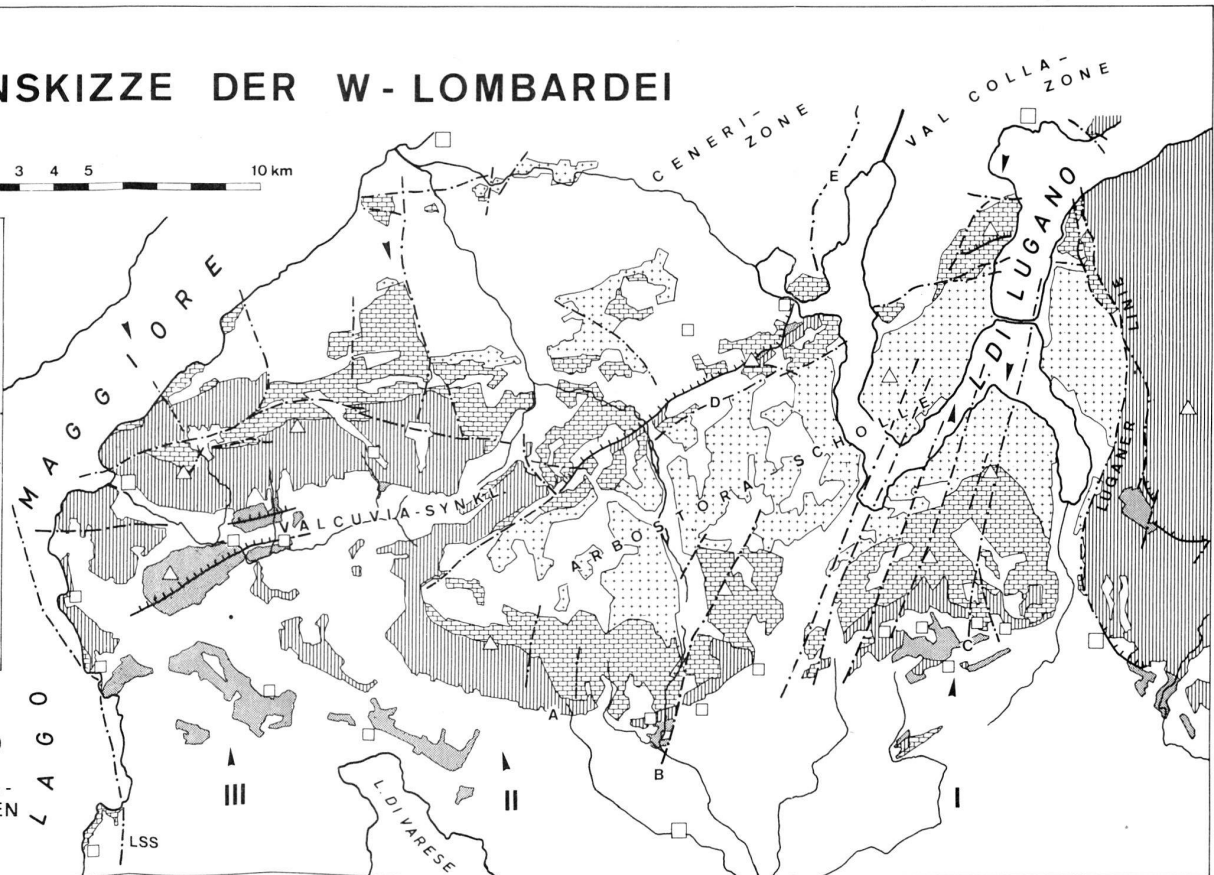 NSKIZZE DER W - LOMBARDEI
3 4 5 10 km
CENERI-
ZONE
VAL COLLA-
ZONE
E
LAGO MAGGIORE
L. DI LUGANO
LUGANER LINIE
D
ARBOSTORA - SCHOLLE
VALCUVIA-SYNKL.
A
B
C
III
II
I
L. DI VARESE
LSS
-
EN